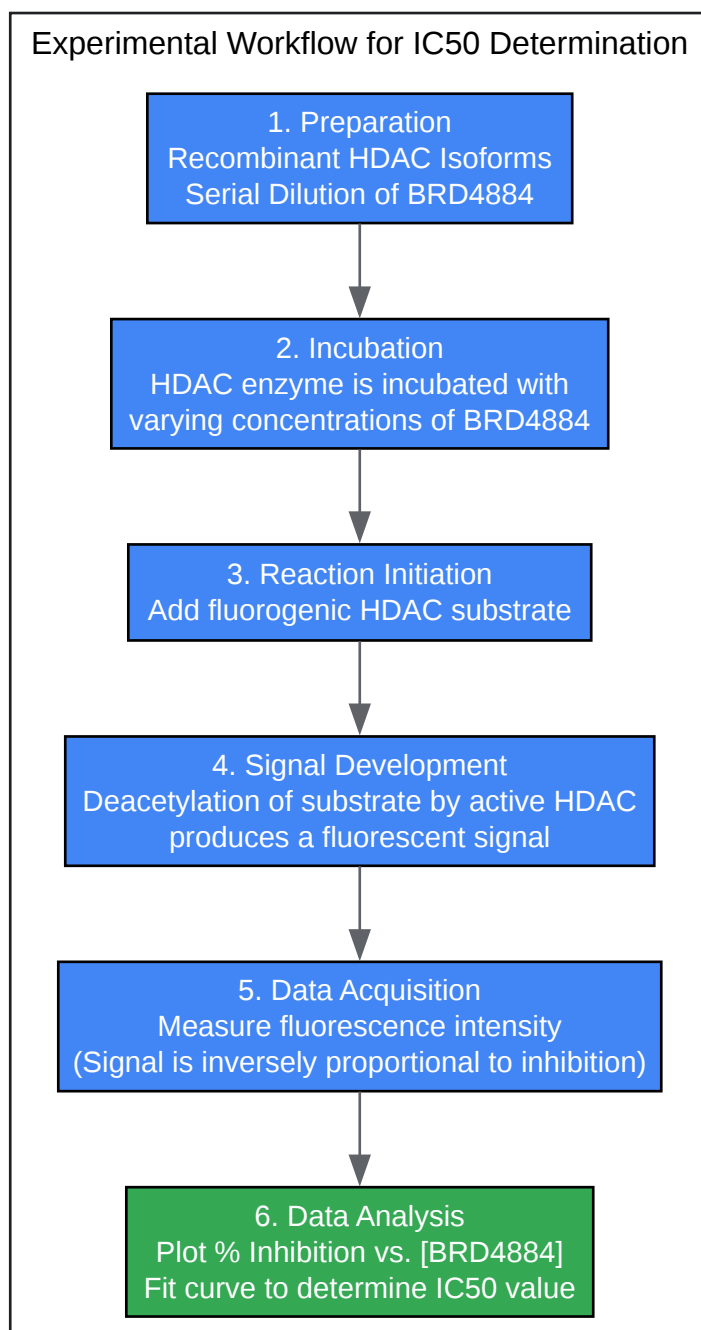 Experimental Workflow for IC50 Determination
1. Preparation
Recombinant HDAC Isoforms
Serial Dilution of BRD4884
2. Incubation
HDAC enzyme is incubated with
varying concentrations of BRD4884
3. Reaction Initiation
Add fluorogenic HDAC substrate
4. Signal Development
Deacetylation of substrate by active HDAC
produces a fluorescent signal
5. Data Acquisition
Measure fluorescence intensity
(Signal is inversely proportional to inhibition)
6. Data Analysis
Plot % Inhibition vs. [BRD4884]
Fit curve to determine IC50 value